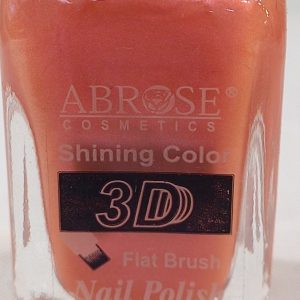 ABROSE®
COSMETICS
Shining Color
3D
Flat Brush
Nail Polish